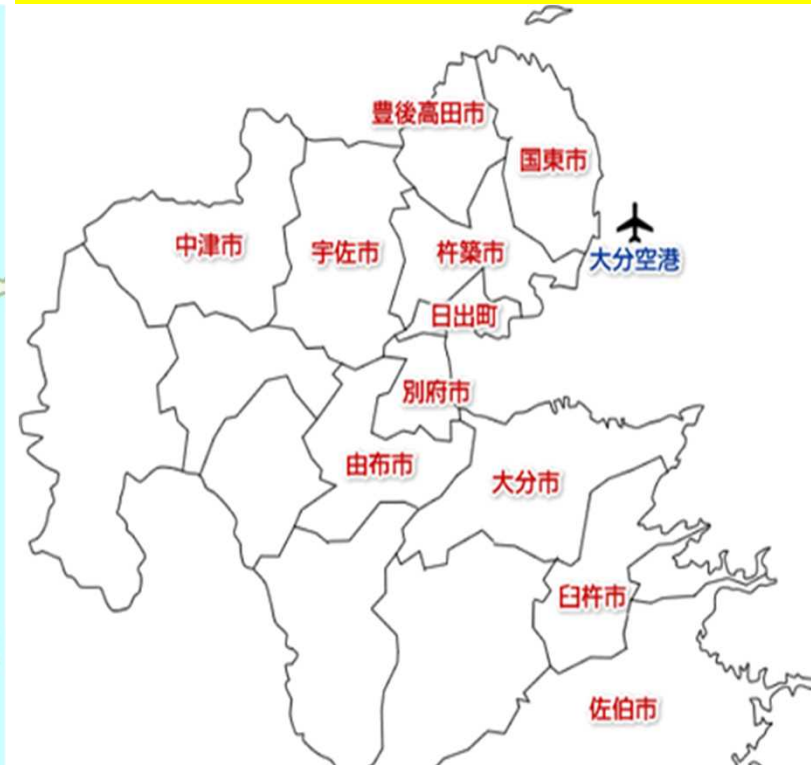 豊後高田市
国東市
中津市
宇佐市
杵築市
大分空港
日出町
別府市
由布市
大分市
臼杵市
佐伯市